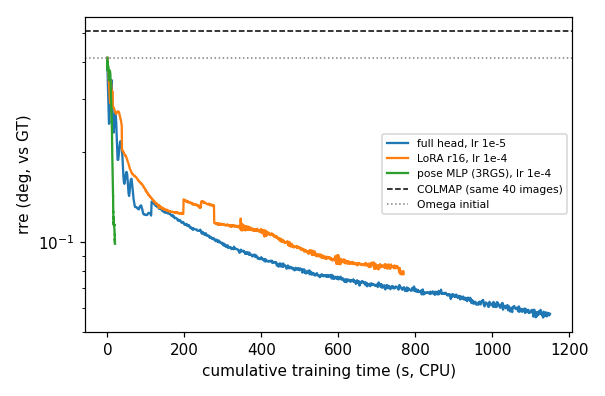 rre (deg, vs GT)
10⁻¹
full head, lr 1e-5
LoRA r16, lr 1e-4
pose MLP (3RGS), lr 1e-4
COLMAP (same 40 images)
Omega initial
0 200 400 600 800 1000 1200
cumulative training time (s, CPU)